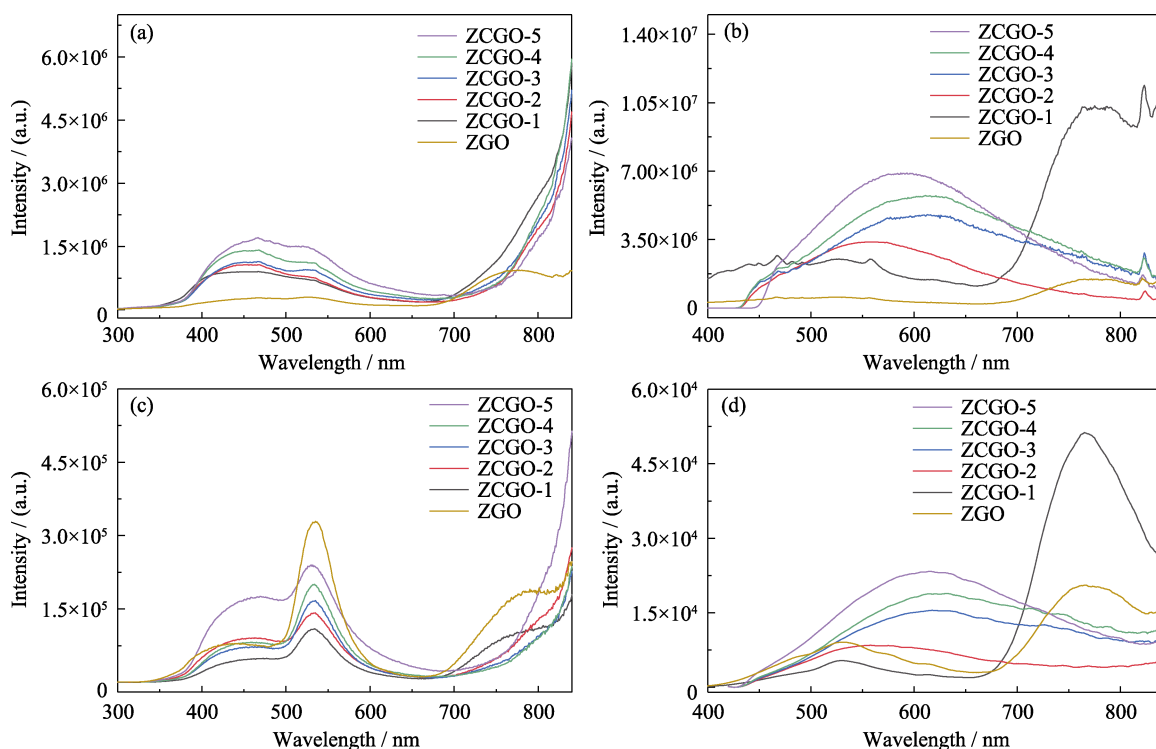 (a)
ZCGO-5
ZCGO-4
ZCGO-3
ZCGO-2
ZCGO-1
ZGO
6.0×10⁶
4.5×10⁶
3.0×10⁶
1.5×10⁶
0
Intensity / (a.u.)
300 400 500 600 700 800
Wavelength / nm
(b)
ZCGO-5
ZCGO-4
ZCGO-3
ZCGO-2
ZCGO-1
ZGO
1.40×10⁷
1.05×10⁷
7.00×10⁶
3.50×10⁶
0
Intensity / (a.u.)
400 500 600 700 800
Wavelength / nm
(c)
ZCGO-5
ZCGO-4
ZCGO-3
ZCGO-2
ZCGO-1
ZGO
6.0×10⁵
4.5×10⁵
3.0×10⁵
1.5×10⁵
0
Intensity / (a.u.)
300 400 500 600 700 800
Wavelength / nm
(d)
ZCGO-5
ZCGO-4
ZCGO-3
ZCGO-2
ZCGO-1
ZGO
6.0×10⁴
4.5×10⁴
3.0×10⁴
1.5×10⁴
0
Intensity / (a.u.)
400 500 600 700 800
Wavelength / nm